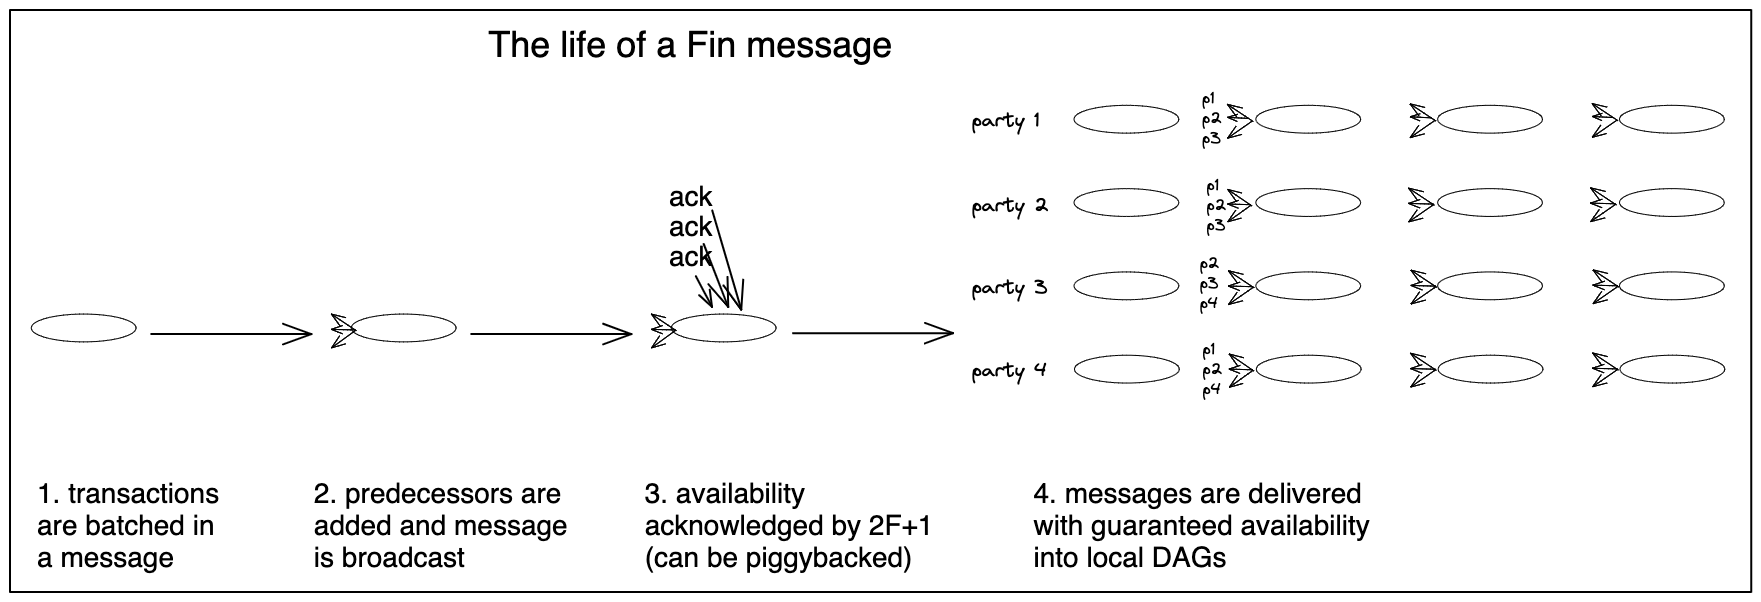 The life of a Fin message
ack
ack
ack
party 1
p1
p2
p3
party 2
p1
p2
p3
party 3
p2
p3
p4
party 4
p1
p2
p4
1. transactions
are batched in
a message
2. predecessors are
added and message
is broadcast
3. availability
acknowledged by 2F+1
(can be piggybacked)
4. messages are delivered
with guaranteed availability
into local DAGs